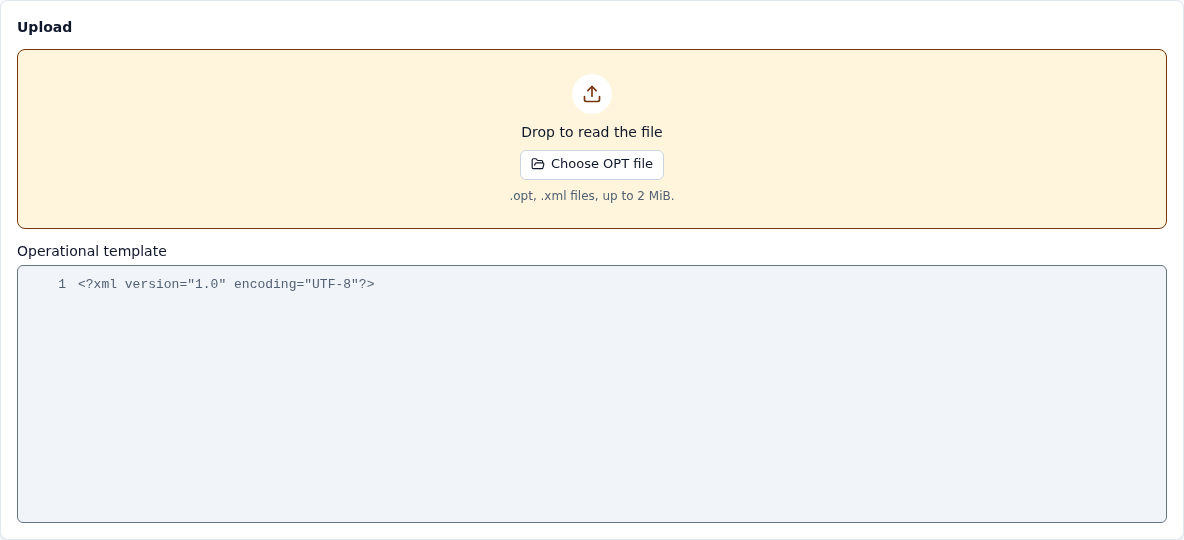 Upload
Drop to read the file
Choose OPT file
.opt, .xml files, up to 2 MiB.
Operational template
1 <?xml version="1.0" encoding="UTF-8"?>